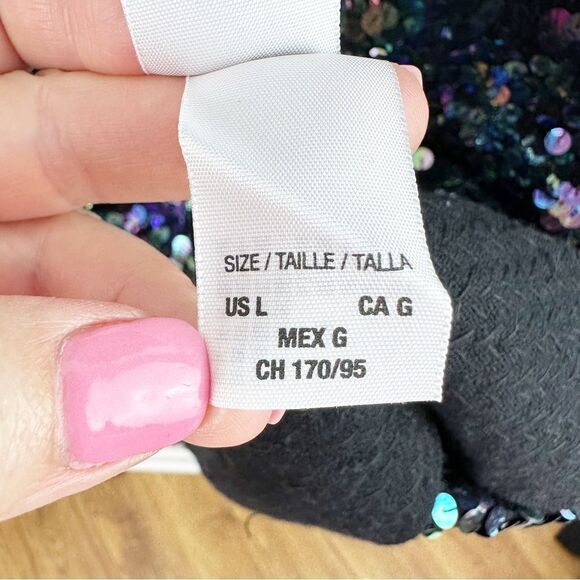 SIZE / TAILLE / TALLA
US L CA G
MEX G
CH 170/95